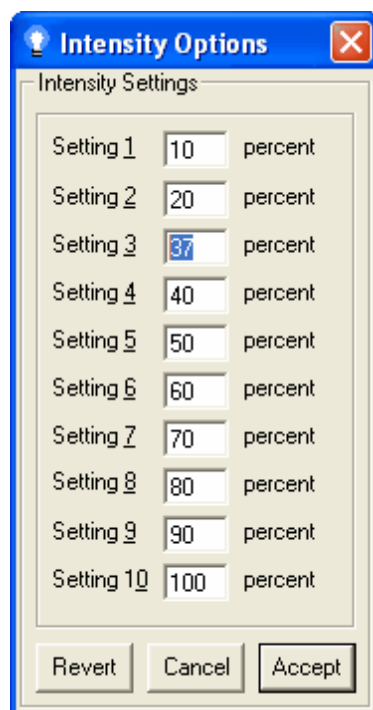 Intensity Options
Intensity Settings
Setting 1 10 percent
Setting 2 20 percent
Setting 3 37 percent
Setting 4 40 percent
Setting 5 50 percent
Setting 6 60 percent
Setting 7 70 percent
Setting 8 80 percent
Setting 9 90 percent
Setting 10 100 percent
Revert Cancel Accept